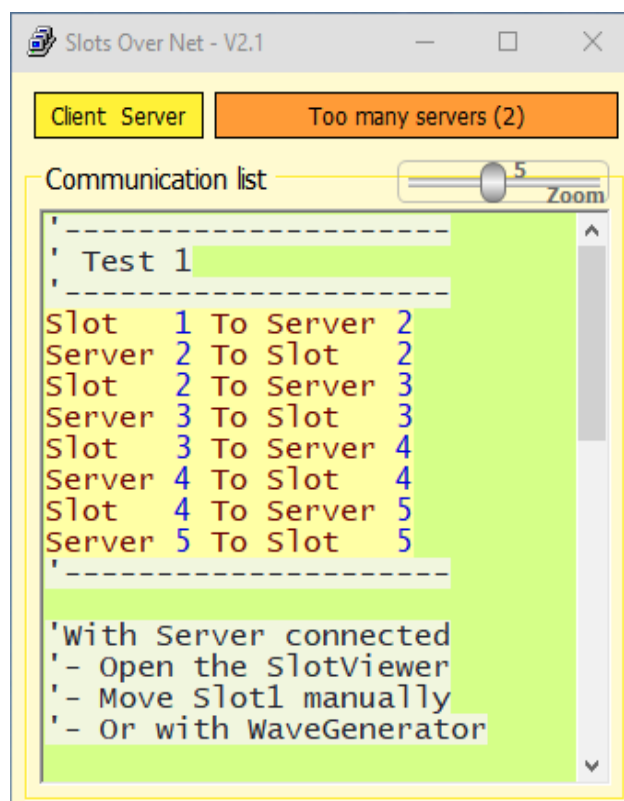 Slots Over Net - V2.1
Client Server
Too many servers (2)
Communication list
5
Zoom
'---------------------
' Test 1
'---------------------
Slot   1 To Server 2
Server 2 To Slot   2
Slot   2 To Server 3
Server 3 To Slot   3
Slot   3 To Server 4
Server 4 To Slot   4
Slot   4 To Server 5
Server 5 To Slot   5
'---------------------
'With Server connected
'- Open the SlotViewer
'- Move Slot1 manually
'- Or with WaveGenerator